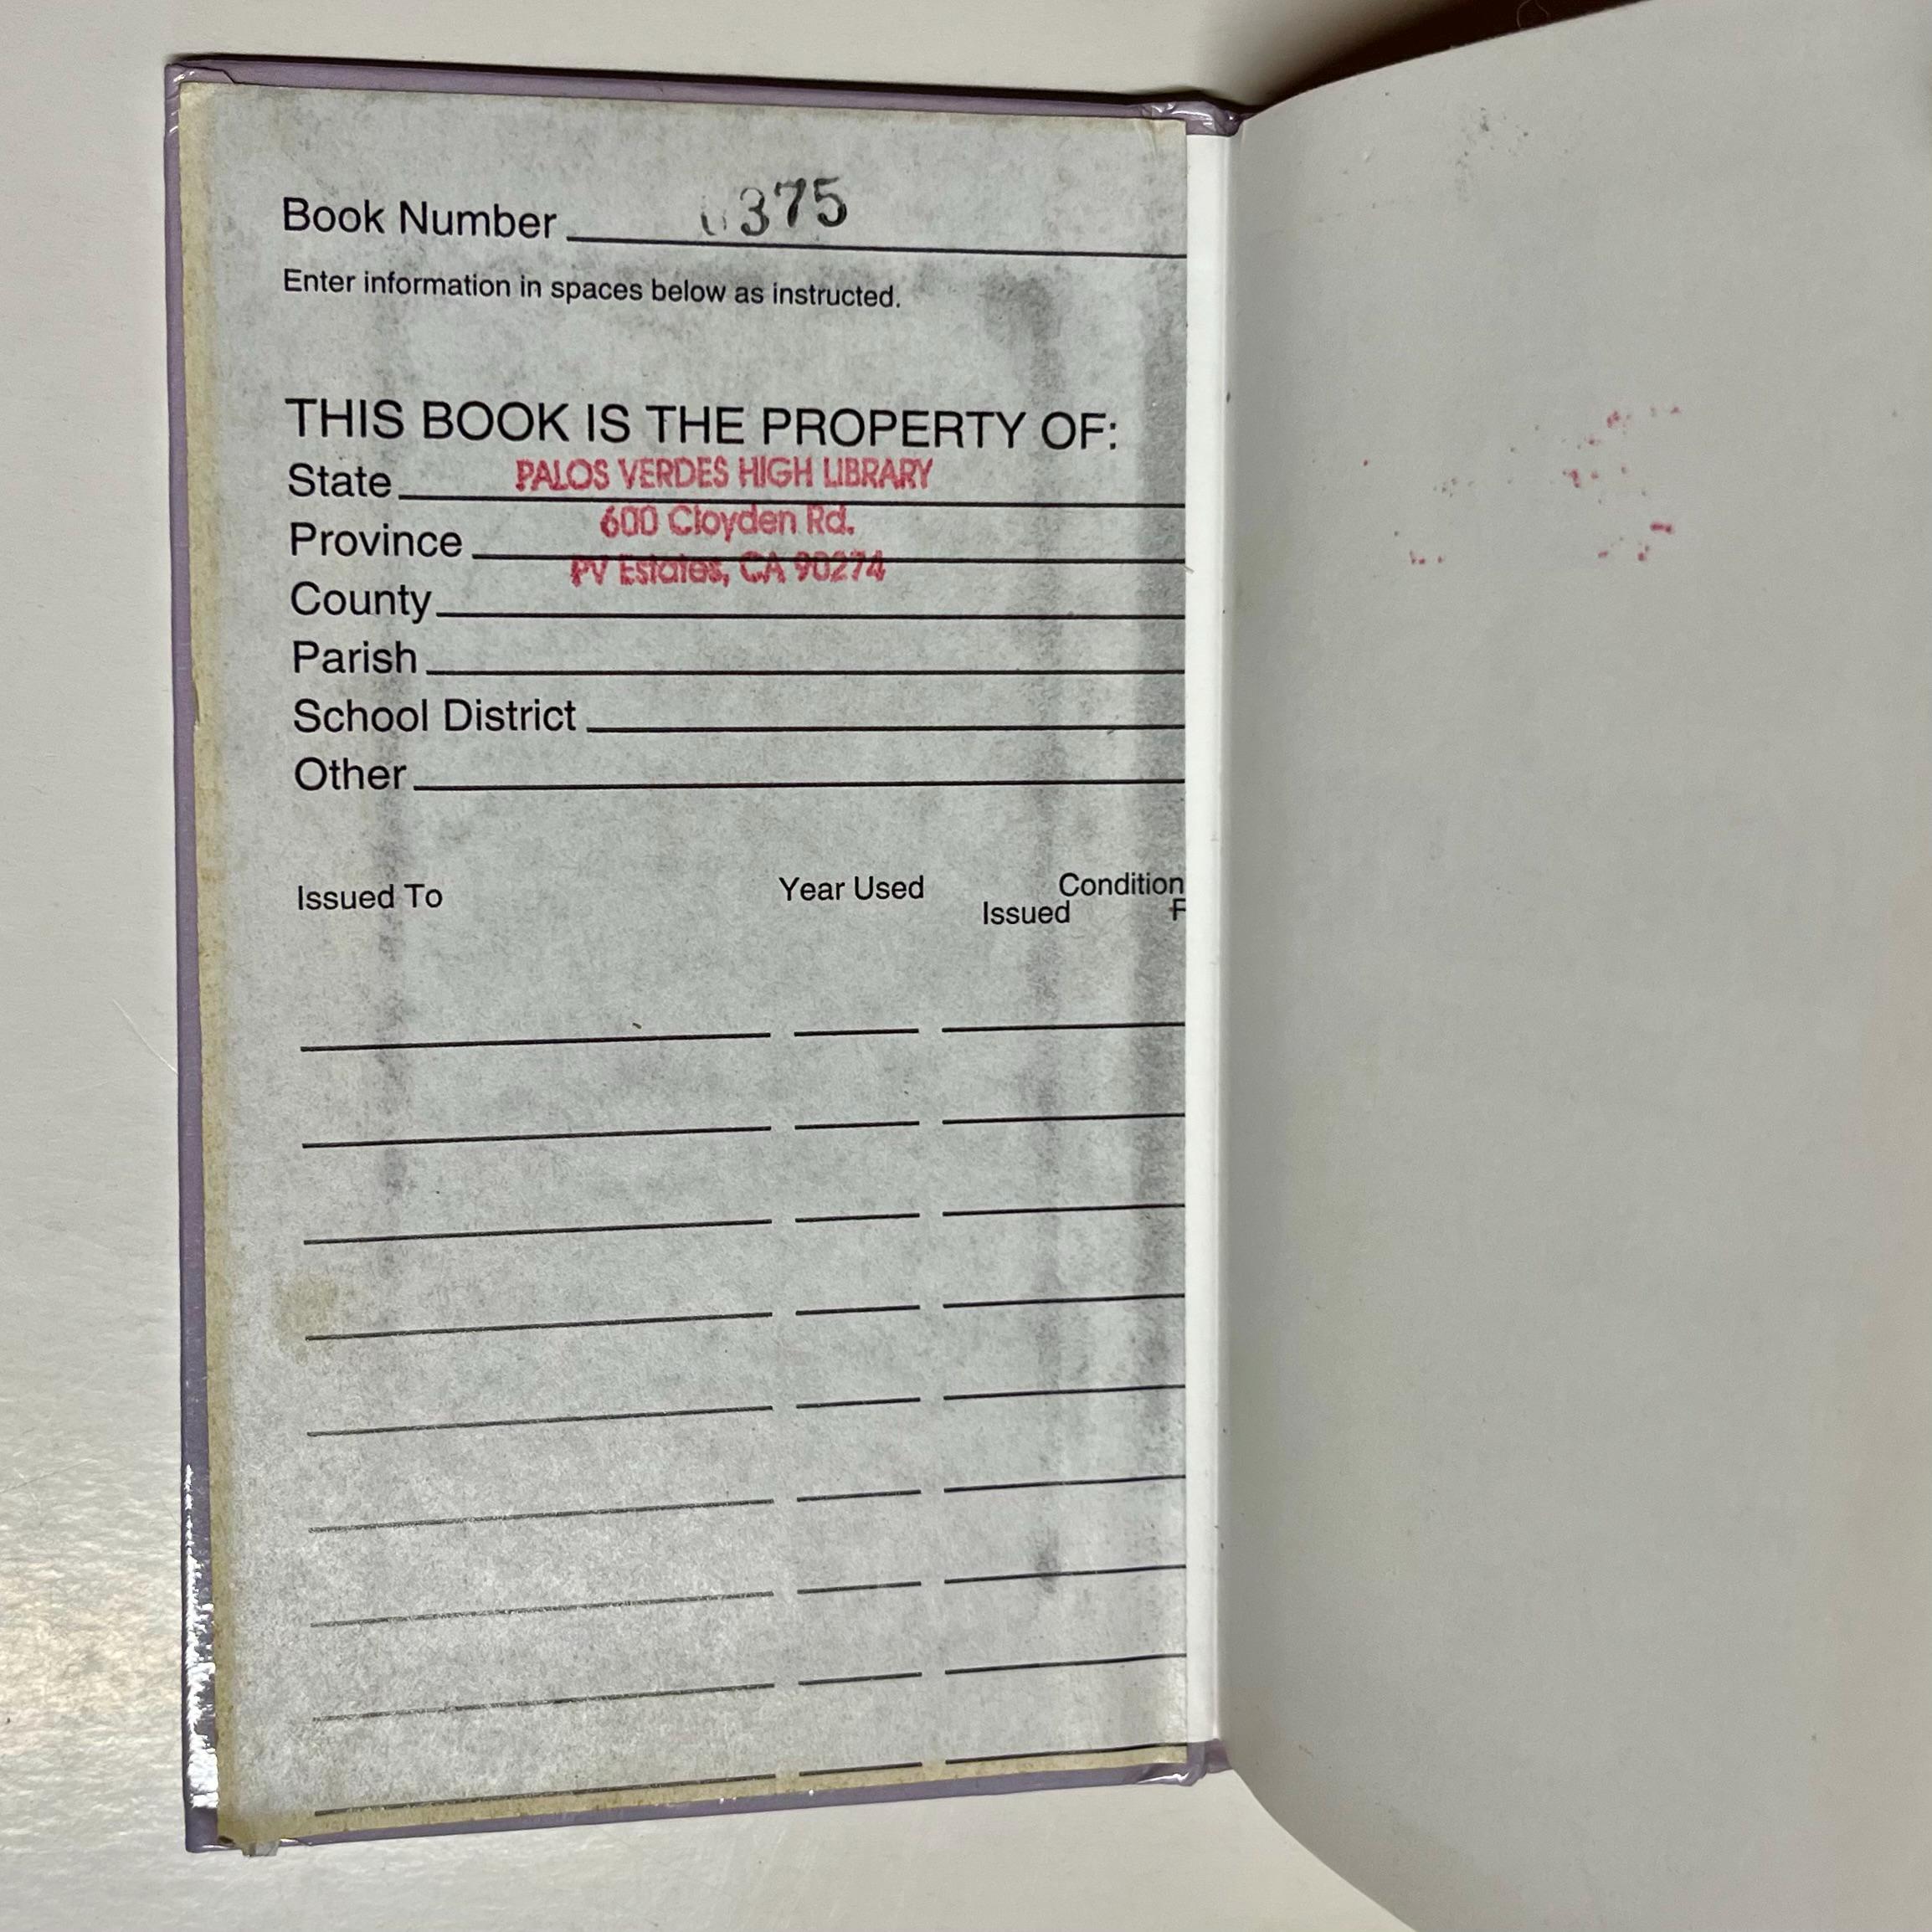 Book Number 0375
Enter information in spaces below as instructed.
THIS BOOK IS THE PROPERTY OF:
State PALOS VERDES HIGH LIBRARY
600 Cloyden Rd.
Province
PV Estates, CA 90274
County
Parish
School District
Other
Issued To Year Used Condition
Issued